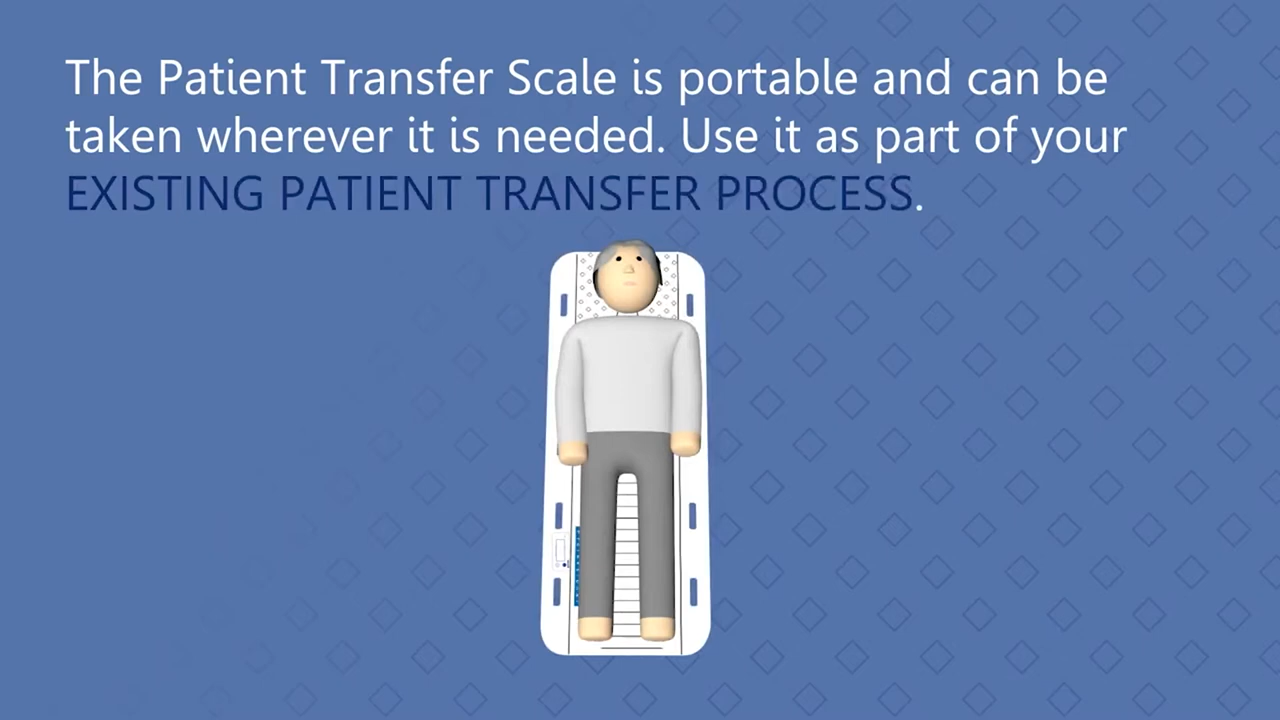 The Patient Transfer Scale is portable and can be
taken wherever it is needed. Use it as part of your
EXISTING PATIENT TRANSFER PROCESS.